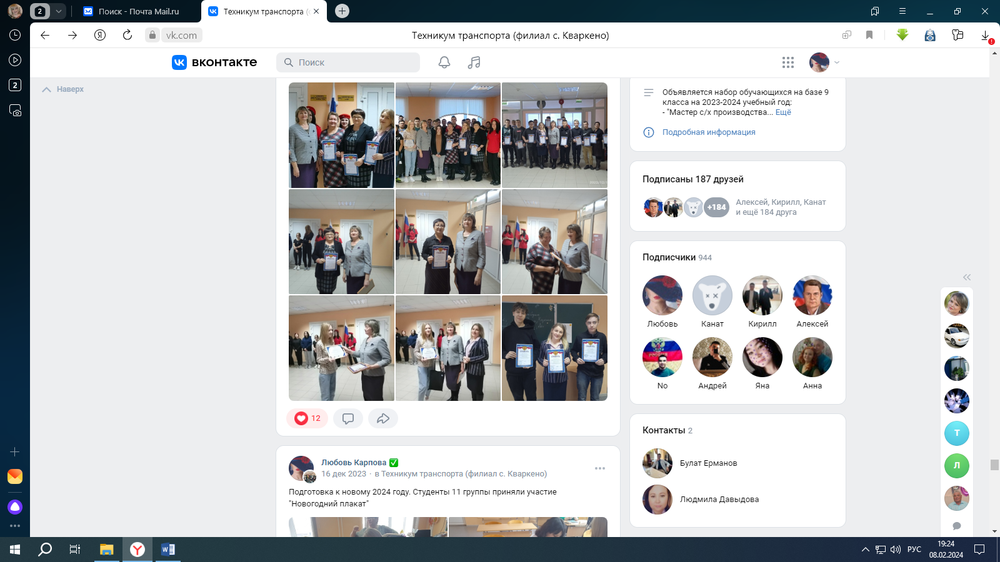 2
Поиск - Почта Mail.ru
Техникум транспорта (
vk.com
Техникум транспорта (филиал с. Кваркено)
2
вконтакте
Поиск
Наверх
Объявляется набор обучающихся на базе 9
класса на 2023-2024 учебный год:
- "Мастер с/х производства... Ещё
Подробная информация
Подписаны 187 друзей
+184
Алексей, Кирилл, Канат
и ещё 184 друга
Подписчики 944
Любовь
Канат
Кирилл
Алексей
No
Андрей
Яна
Анна
12
Контакты 2
Булат Ерманов
Людмила Давыдова
Любовь Карпова
16 дек 2023 · в Техникум транспорта (филиал с. Кваркено)
Подготовка к новому 2024 году. Студенты 11 группы приняли участие
"Новогодний плакат"
Т
Л
РУС
19:24
08.02.2024